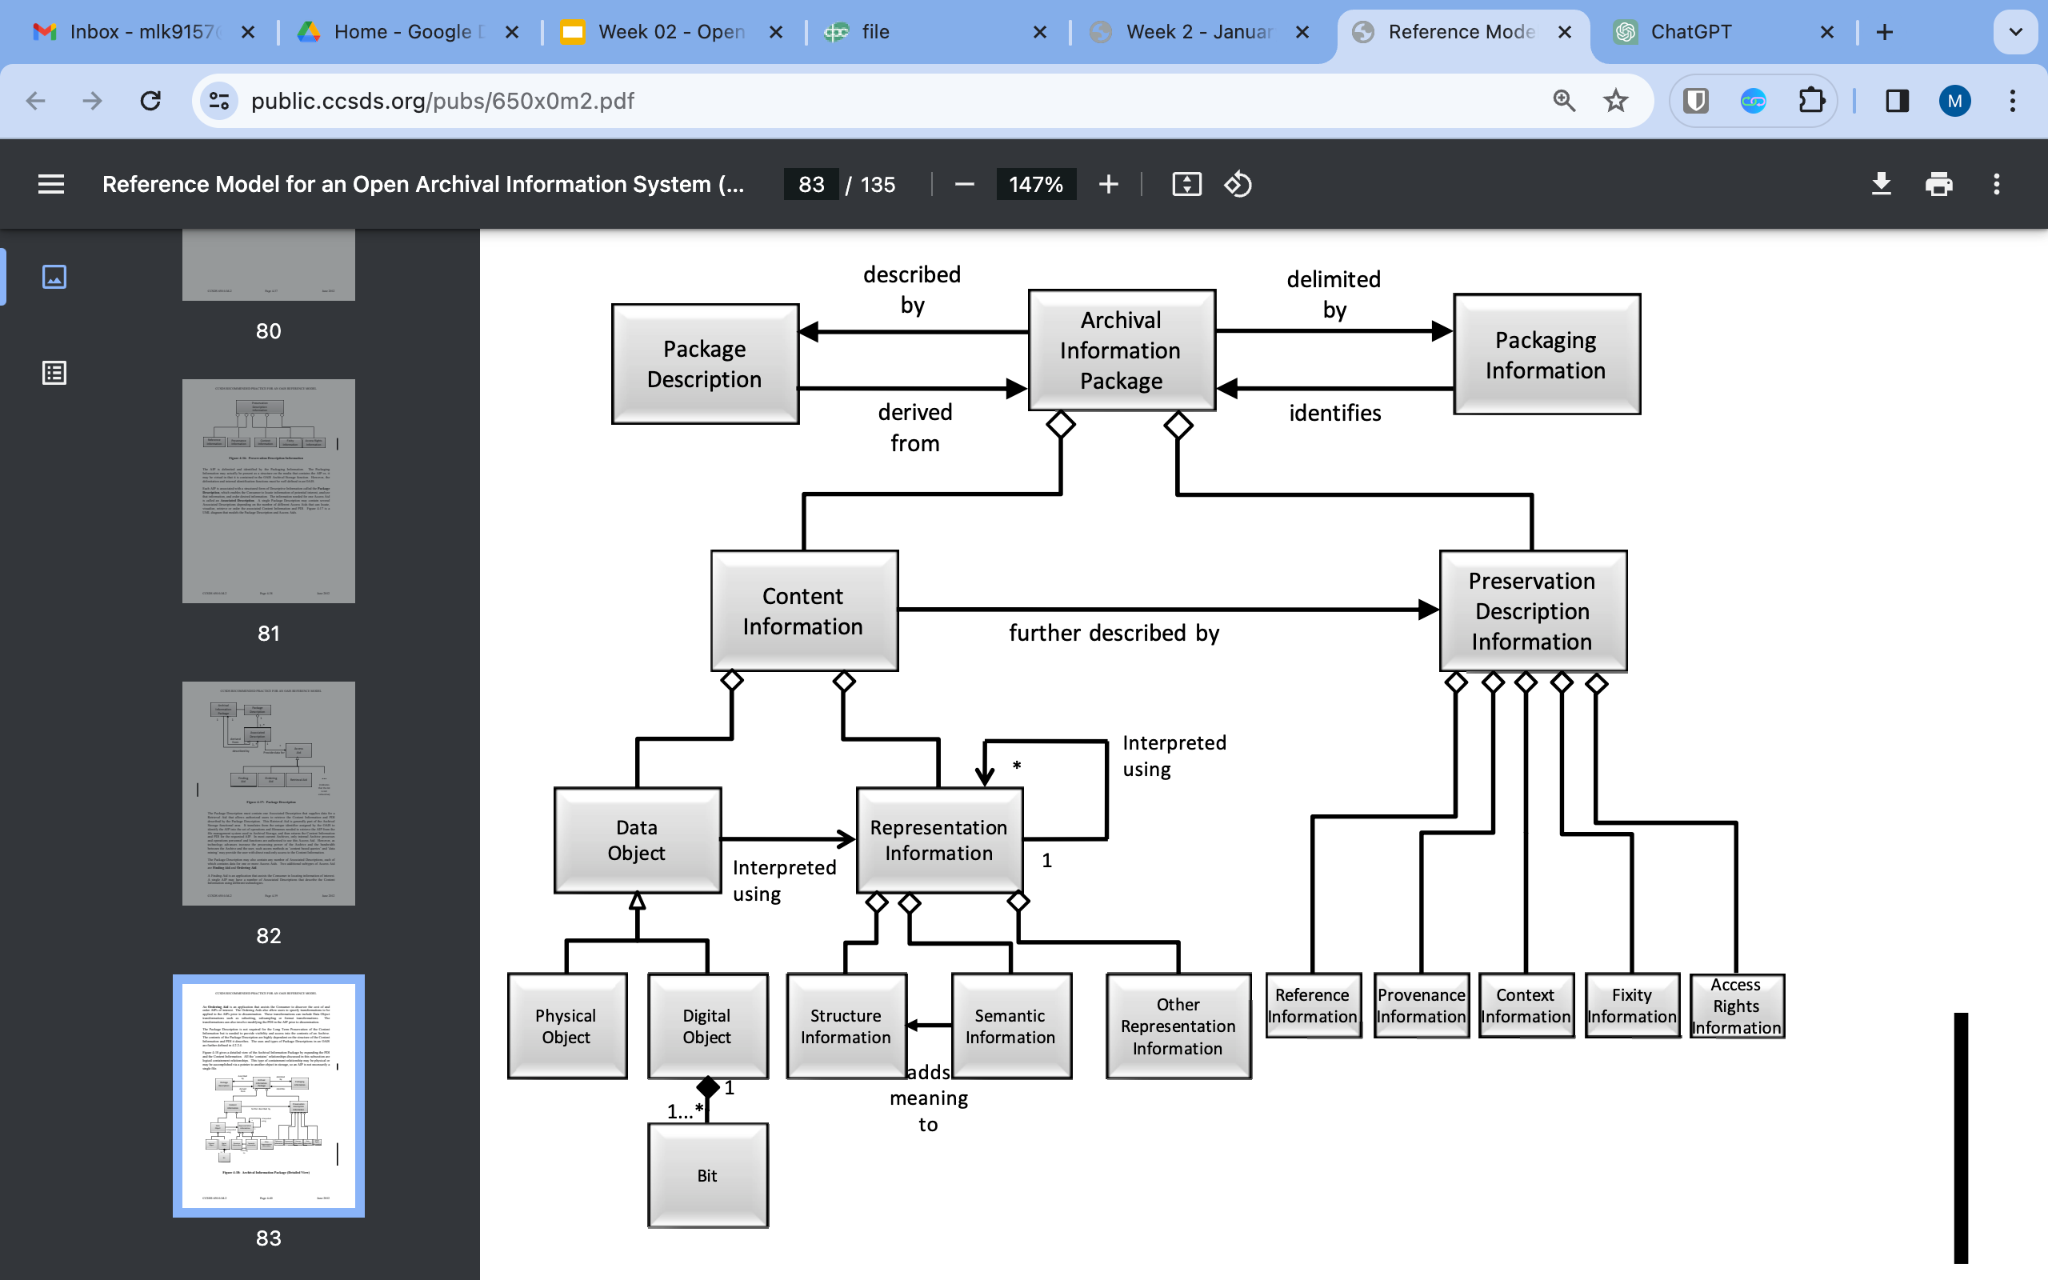 Inbox - mlk9157
Home - Google
Week 02 - Open
file
Week 2 - Januar
Reference Mode
ChatGPT
public.ccsds.org/pubs/650x0m2.pdf
M
Reference Model for an Open Archival Information System (...
83 / 135
147%
80
81
82
83
described
by
delimited
by
Package
Description
Archival
Information
Package
Packaging
Information
derived
from
identifies
Content
Information
further described by
Preservation
Description
Information
Interpreted
using
*
Data
Object
Interpreted
using
Representation
Information
1
Physical
Object
Digital
Object
Structure
Information
Semantic
Information
Other
Representation
Information
Reference
Information
Provenance
Information
Context
Information
Fixity
Information
Access
Rights
Information
adds
meaning
to
1
1...*
Bit